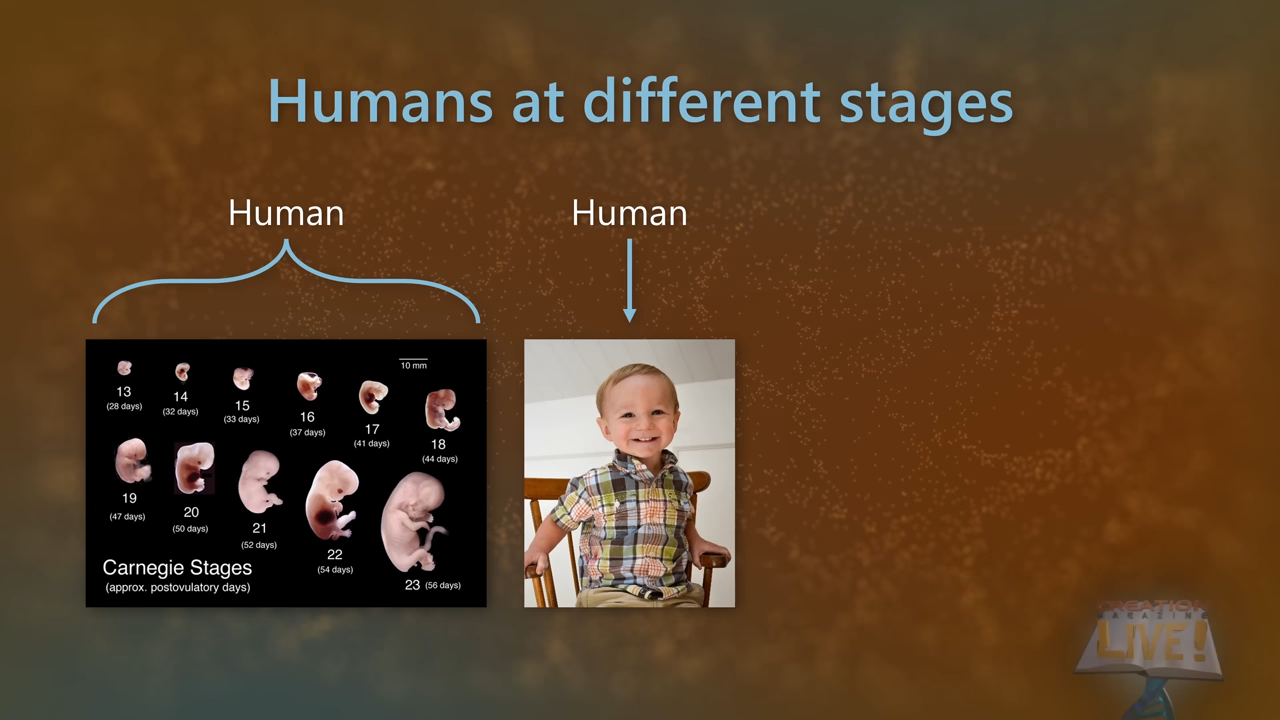 Humans at different stages
Human
Human
10 mm
13
(28 days)
14
(32 days)
15
(33 days)
16
(37 days)
17
(41 days)
18
(44 days)
19
(47 days)
20
(50 days)
21
(52 days)
22
(54 days)
23 (56 days)
Carnegie Stages
(approx. postovulatory days)
CREATION
MAGAZINE
LIVE!